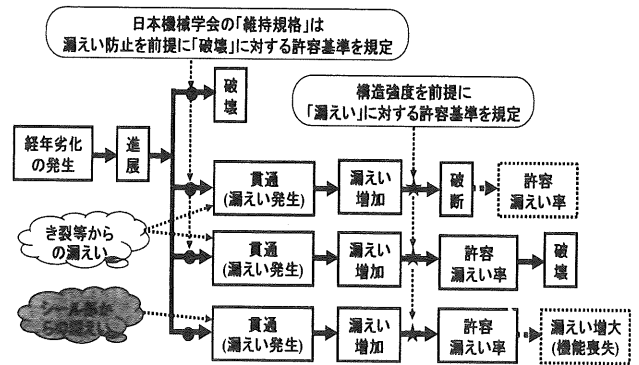 日本機械学会の「維持規格」は
漏えい防止を前提に「破壊」に対する許容基準を規定
構造強度を前提に
「漏えい」に対する許容基準を規定
破
壊
経年劣化
の発生
進
展
貫通
(漏えい発生)
漏えい
増加
破
断
許容
漏えい率
き裂等から
の漏えい
貫通
(漏えい発生)
漏えい
増加
許容
漏えい率
破
壊
シール部か
らの漏えい
貫通
(漏えい発生)
漏えい
増加
許容
漏えい率
漏えい増大
(機能喪失)